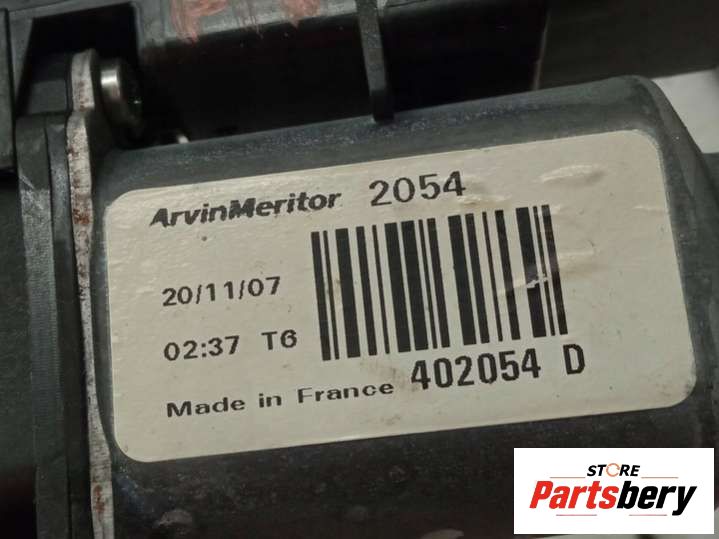 ArvinMeritor 2054
20/11/07
02:37 T6
Made in France 402054 D
STORE
Partsbery